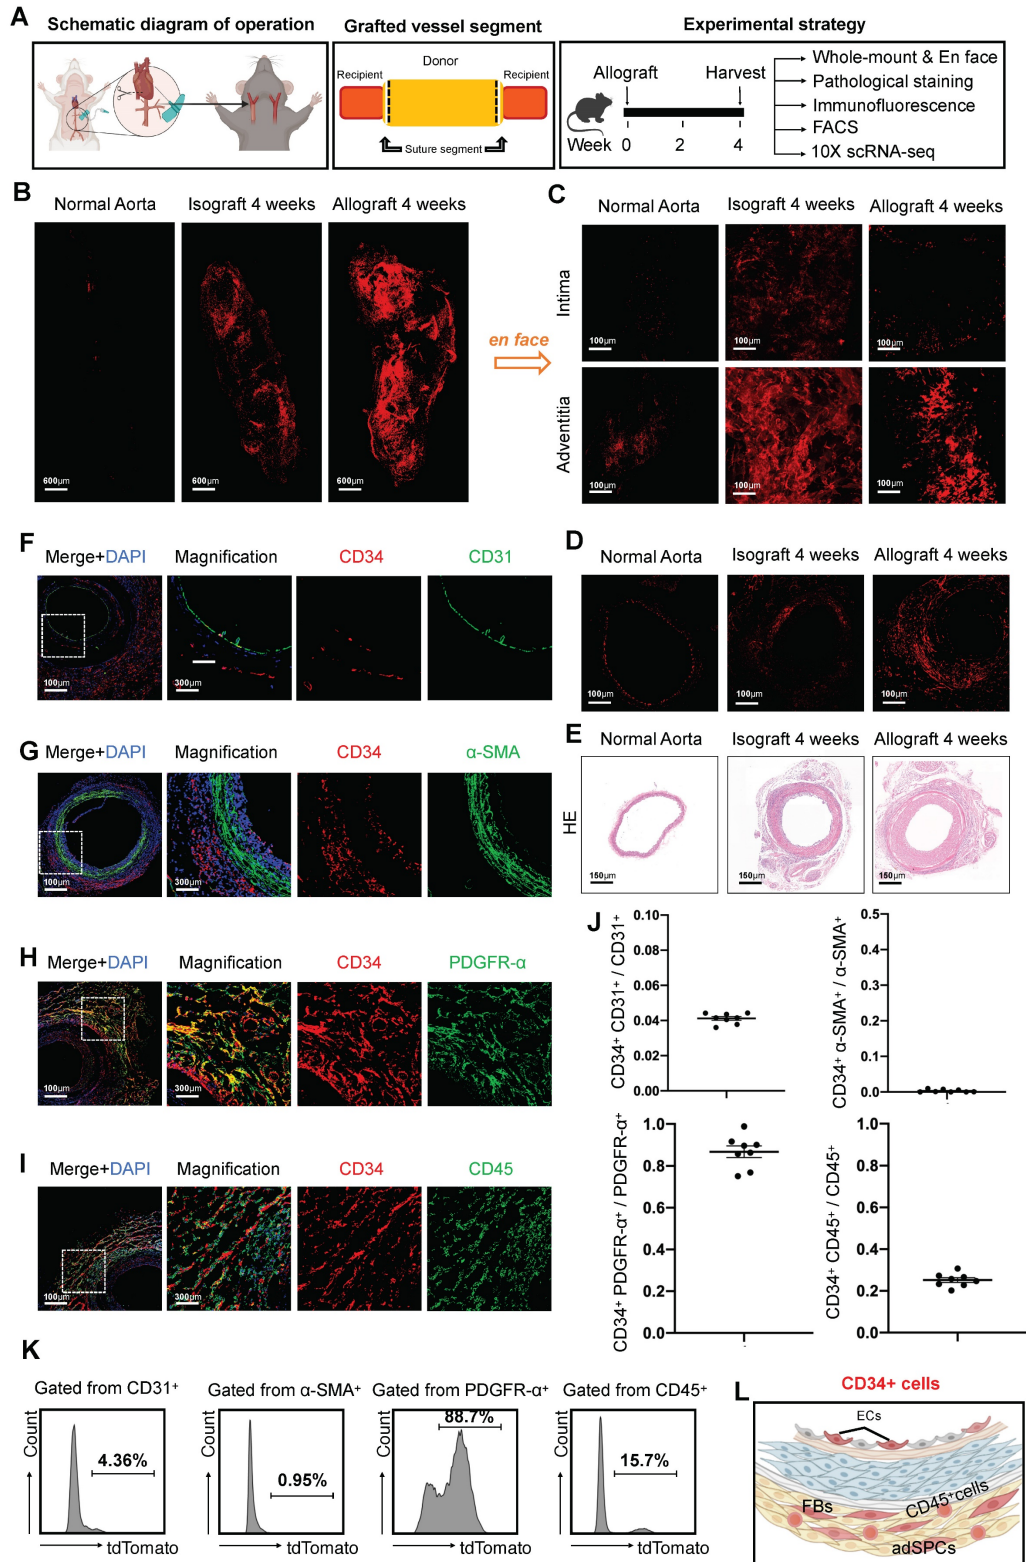 A
Schematic diagram of operation
Grafted vessel segment
Experimental strategy
Donor
Recipient
Recipient
Suture segment
Allograft
Harvest
Week 0 2 4
Whole-mount & En face
Pathological staining
Immunofluorescence
FACS
10X scRNA-seq
B
Normal Aorta
Isograft 4 weeks
Allograft 4 weeks
600μm
600μm
600μm
en face
C
Normal Aorta
Isograft 4 weeks
Allograft 4 weeks
Intima
100μm
100μm
100μm
Adventitia
100μm
100μm
100μm
F
Merge+DAPI
Magnification
CD34
CD31
100μm
300μm
D
Normal Aorta
Isograft 4 weeks
Allograft 4 weeks
100μm
100μm
100μm
G
Merge+DAPI
Magnification
CD34
α-SMA
100μm
300μm
E
Normal Aorta
Isograft 4 weeks
Allograft 4 weeks
HE
150μm
150μm
150μm
H
Merge+DAPI
Magnification
CD34
PDGFR-α
100μm
300μm
I
Merge+DAPI
Magnification
CD34
CD45
100μm
300μm
J
CD34⁺ CD31⁺ / CD31⁺
0.10
0.08
0.06
0.04
0.02
0.00
CD34⁺ α-SMA⁺ / α-SMA⁺
0.5
0.4
0.3
0.2
0.1
0.0
CD34⁺ PDGFR-α⁺ / PDGFR-α⁺
1.0
0.8
0.6
0.4
0.2
0.0
CD34⁺ CD45⁺ / CD45⁺
1.0
0.8
0.6
0.4
0.2
0.0
K
Gated from CD31⁺
Count
4.36%
tdTomato
Gated from α-SMA⁺
Count
0.95%
tdTomato
Gated from PDGFR-α⁺
Count
88.7%
tdTomato
Gated from CD45⁺
Count
15.7%
tdTomato
L
CD34+ cells
ECs
FBs
CD45⁺cells
adSPCs